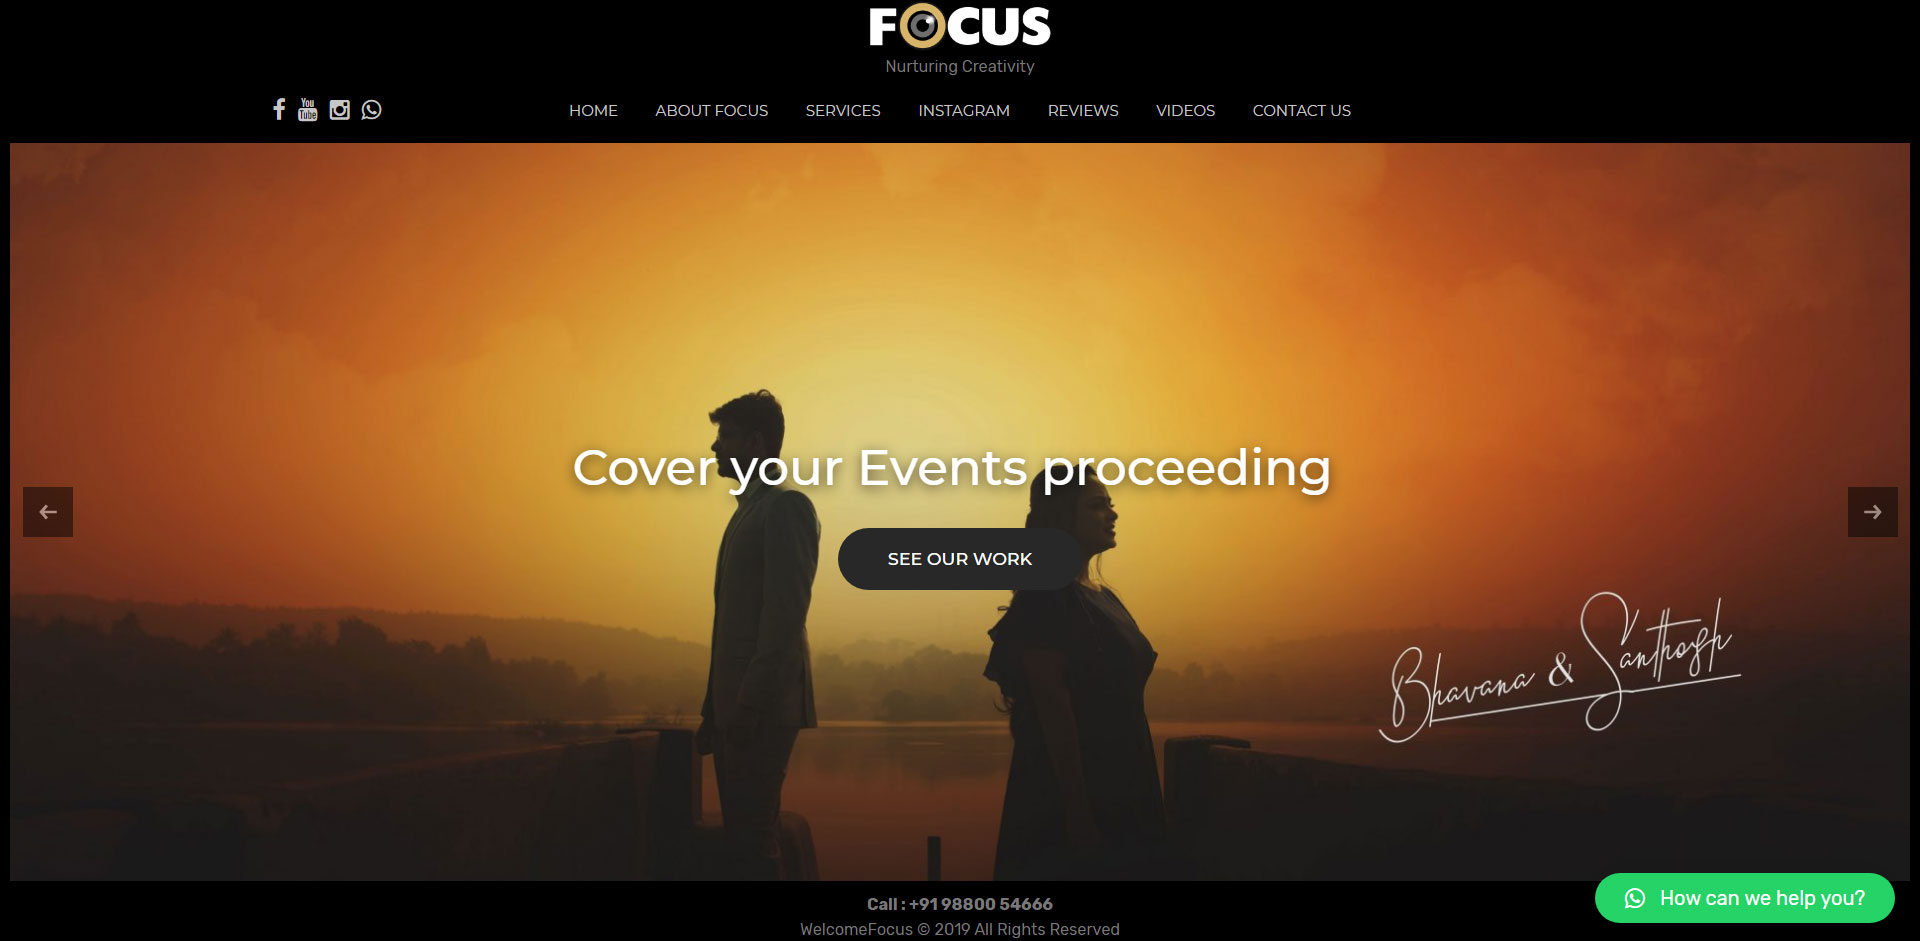 FOCUS
Nurturing Creativity
You Tube
HOME ABOUT FOCUS SERVICES INSTAGRAM REVIEWS VIDEOS CONTACT US
Cover your Events proceeding
SEE OUR WORK
Bhavana & Santhosh
Call : +91 98800 54666
How can we help you?
WelcomeFocus © 2019 All Rights Reserved